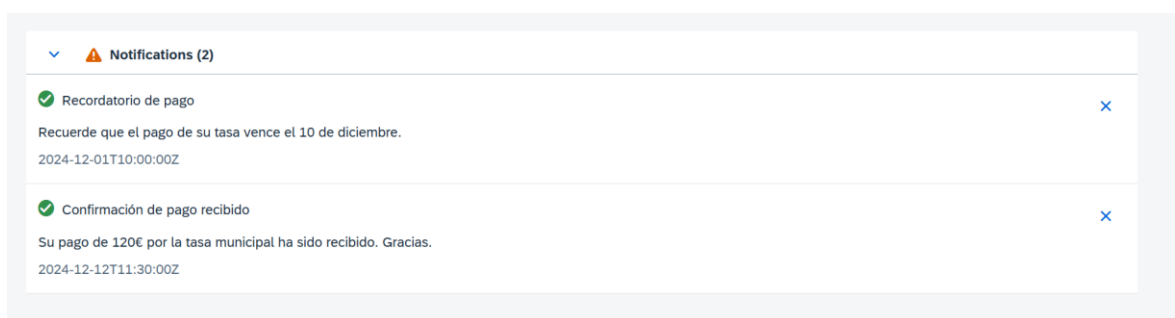 Notifications (2)
Recordatorio de pago
Recuerde que el pago de su tasa vence el 10 de diciembre.
2024-12-01T10:00:00Z
Confirmación de pago recibido
Su pago de 120€ por la tasa municipal ha sido recibido. Gracias.
2024-12-12T11:30:00Z